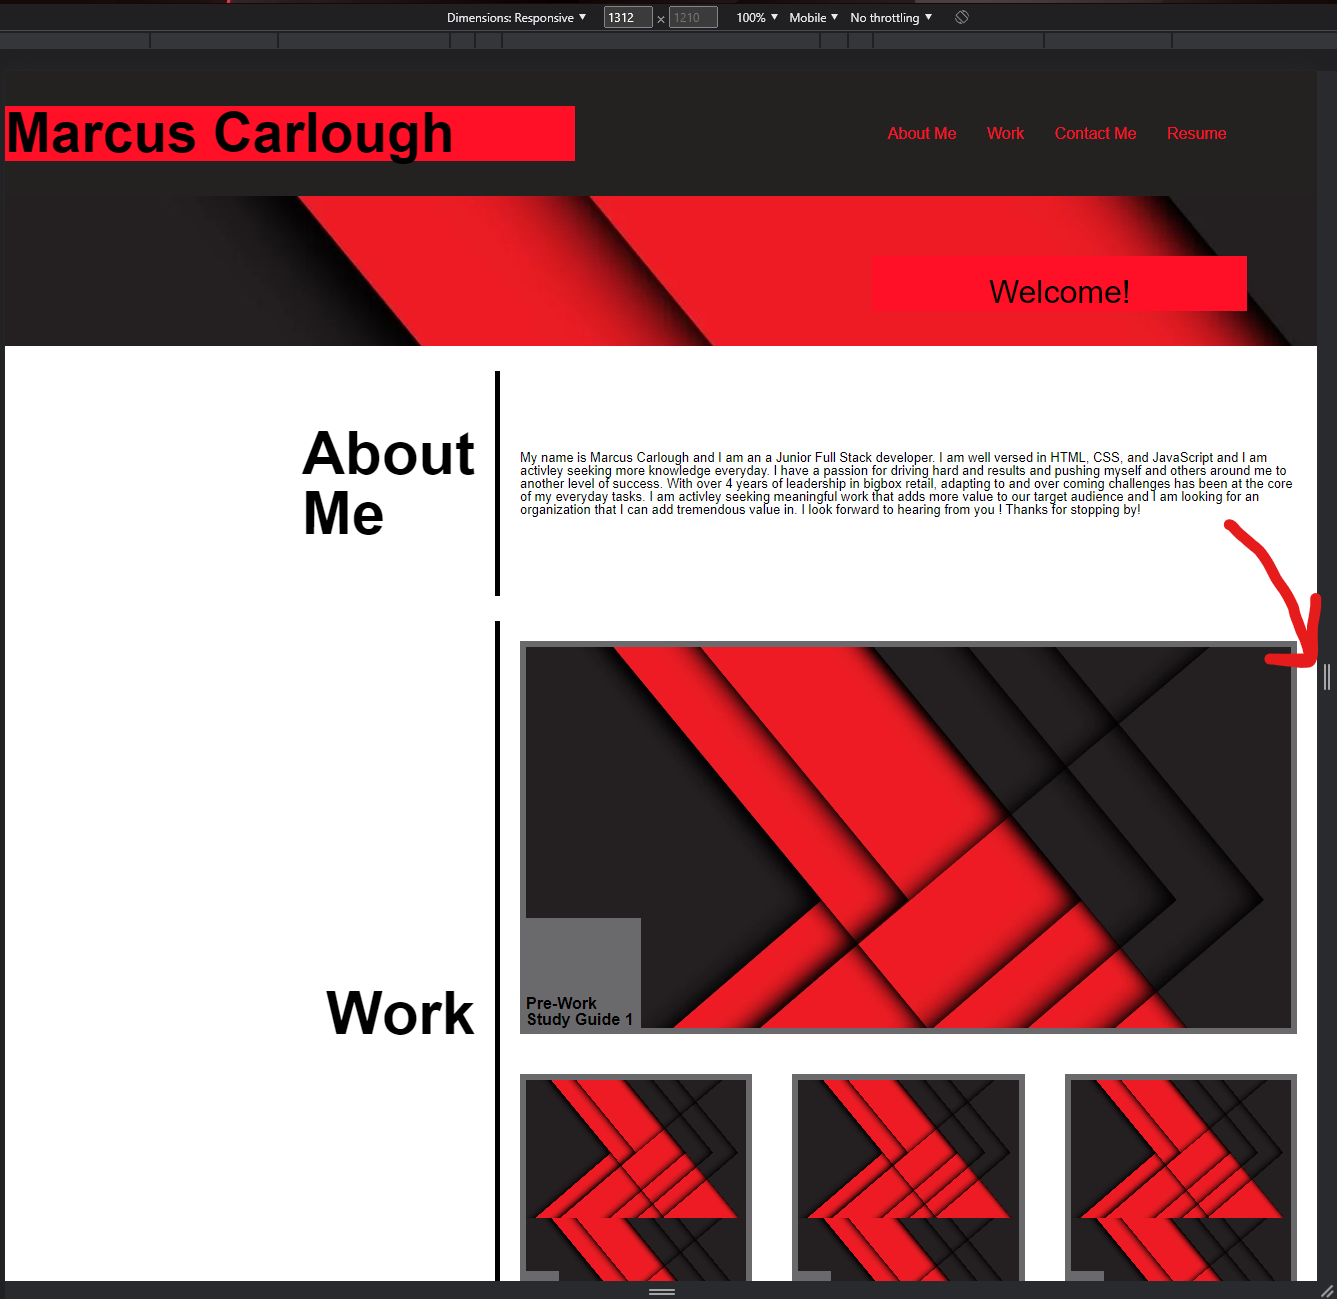 Dimensions: Responsive 1312 × 1210 100% Mobile No throttling
Marcus Carlough
About Me Work Contact Me Resume
Welcome!
About
Me
My name is Marcus Carlough and I am an a Junior Full Stack developer. I am well versed in HTML, CSS, and JavaScript and I am
activley seeking more knowledge everyday. I have a passion for driving hard and results and pushing myself and others around me to
another level of success. With over 4 years of leadership in bigbox retail, adapting to and over coming challenges has been at the core
of my everyday tasks. I am activley seeking meaningful work that adds more value to our target audience and I am looking for an
organization that I can add tremendous value in. I look forward to hearing from you ! Thanks for stopping by!
Work
Pre-Work
Study Guide 1